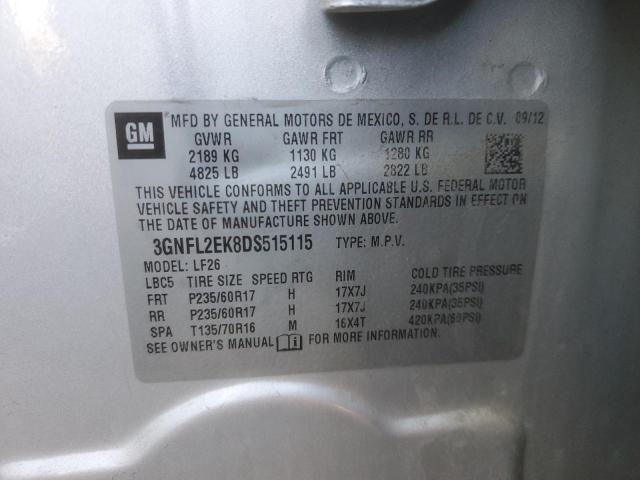 GM
MFD BY GENERAL MOTORS DE MEXICO, S. DE R.L. DE C.V. 09/12
GVWR GAWR FRT GAWR RR
2189 KG 1130 KG 1280 KG
4825 LB 2491 LB 2822 LB
THIS VEHICLE CONFORMS TO ALL APPLICABLE U.S. FEDERAL MOTOR
VEHICLE SAFETY AND THEFT PREVENTION STANDARDS IN EFFECT ON
THE DATE OF MANUFACTURE SHOWN ABOVE.
3GNFL2EK8DS515115 TYPE: M.P.V.
MODEL: LF26
LBC5 TIRE SIZE SPEED RTG RIM COLD TIRE PRESSURE
FRT P235/60R17 H 17X7J 240KPA(35PSI)
RR P235/60R17 H 17X7J 240KPA(35PSI)
SPA T135/70R16 M 16X4T 420KPA(60PSI)
SEE OWNER'S MANUAL FOR MORE INFORMATION.